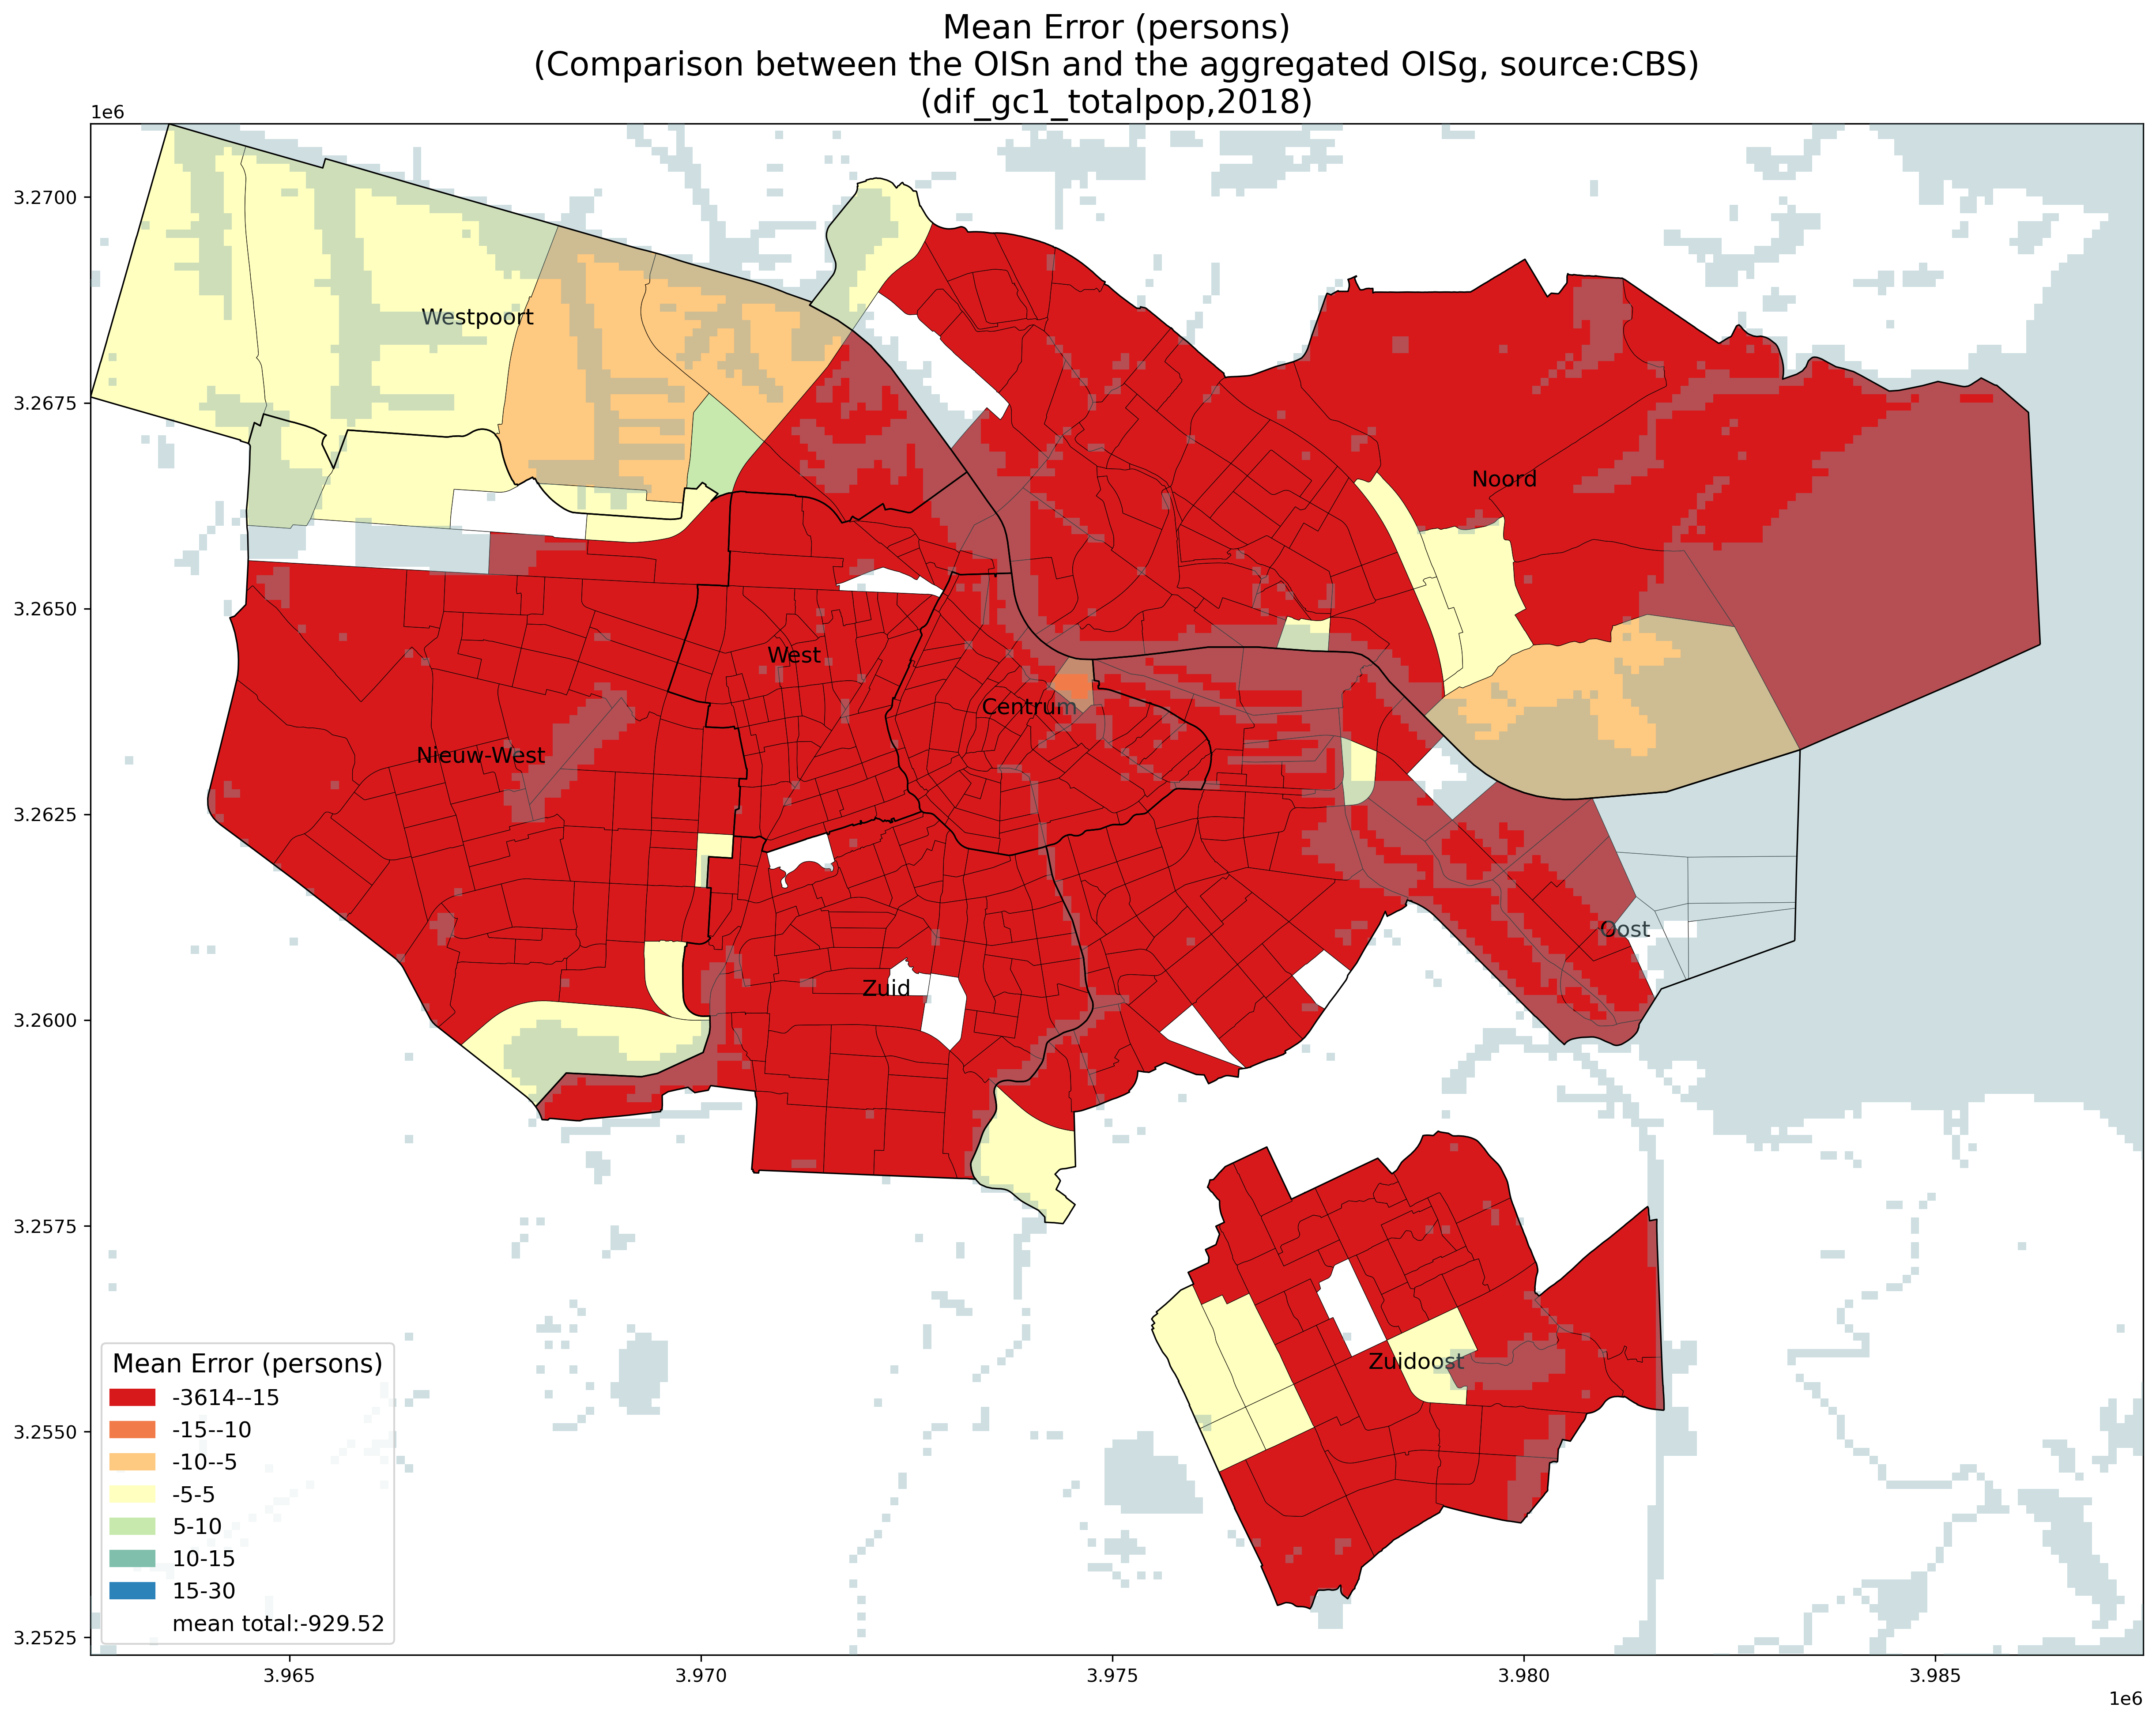 Mean Error (persons)
(Comparison between the OISn and the aggregated OISg, source:CBS)
(dif_gc1_totalpop,2018)
1e6
3.2700
3.2675
3.2650
3.2625
3.2600
3.2575
3.2550
3.2525
Westpoort
Noord
West
Centrum
Nieuw-West
Oost
Zuid
Zuidoost
Mean Error (persons)
-3614--15
-15--10
-10--5
-5-5
5-10
10-15
15-30
mean total:-929.52
3.965
3.970
3.975
3.980
3.985
1e6